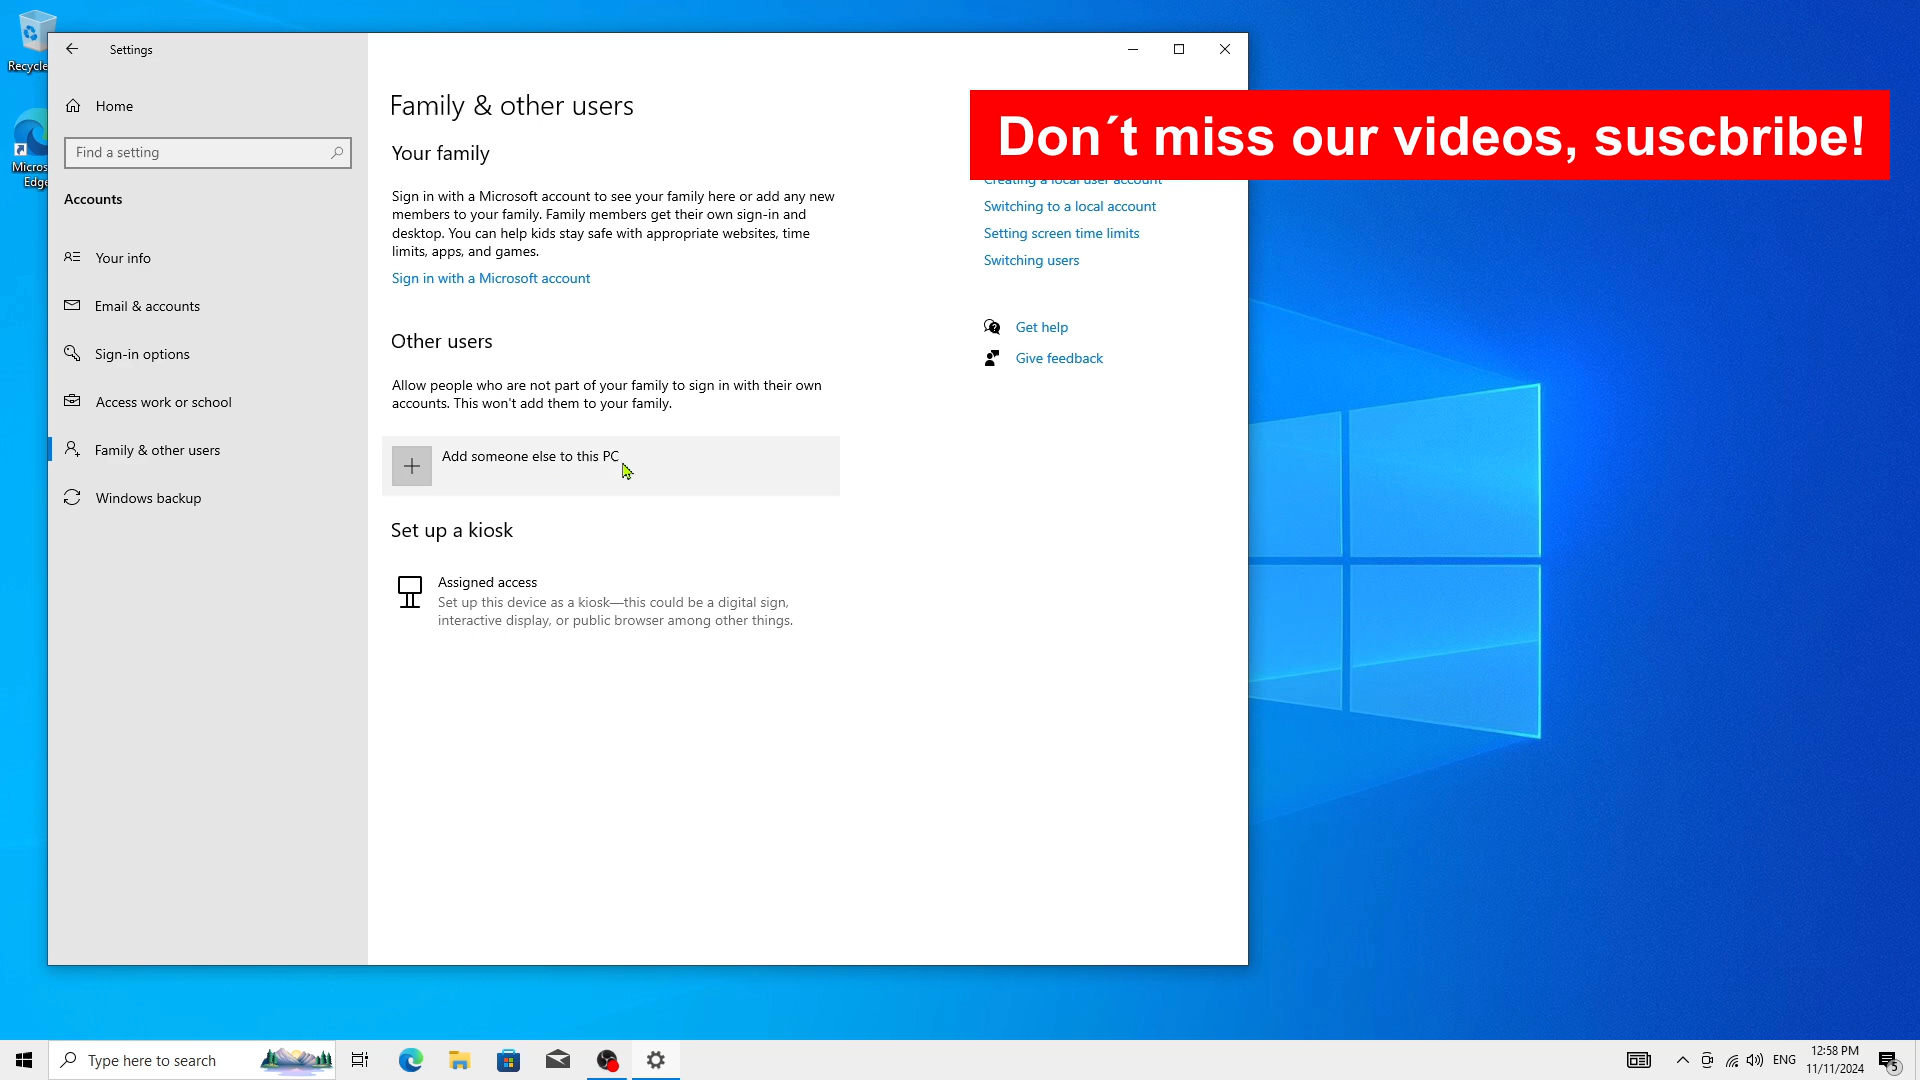 Recycle
Micros
Edge
Settings
Home
Find a setting
Accounts
Your info
Email & accounts
Sign-in options
Access work or school
Family & other users
Windows backup
Family & other users
Your family
Sign in with a Microsoft account to see your family here or add any new
members to your family. Family members get their own sign-in and
desktop. You can help kids stay safe with appropriate websites, time
limits, apps, and games.
Sign in with a Microsoft account
Other users
Allow people who are not part of your family to sign in with their own
accounts. This won't add them to your family.
Add someone else to this PC
Set up a kiosk
Assigned access
Set up this device as a kiosk—this could be a digital sign,
interactive display, or public browser among other things.
Don´t miss our videos, suscbribe!
Creating a local user account
Switching to a local account
Setting screen time limits
Switching users
Get help
Give feedback
Type here to search
ENG
12:58 PM
11/11/2024
5